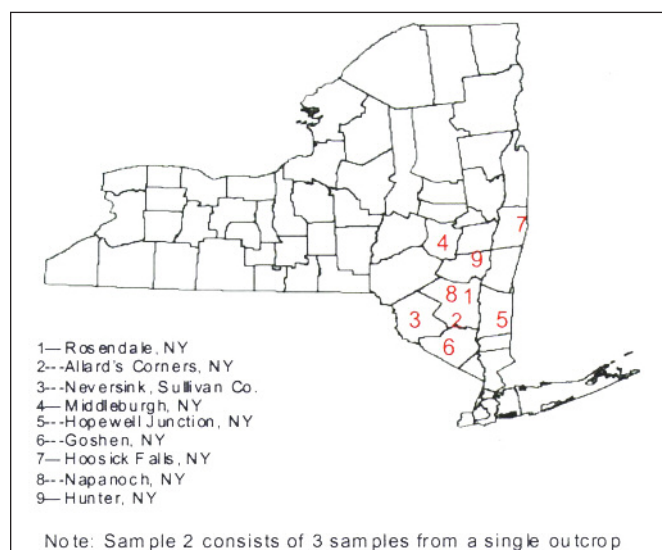 7
4
9
8 1
3 2 5
6
1—Rosendale, NY
2---Allard's Corners, NY
3---Neversink, Sullivan Co.
4—Middleburgh, NY
5---Hopewell Junction, NY
6---Goshen, NY
7—Hoosick Falls, NY
8---Napanoch, NY
9—Hunter, NY
Note: Sample 2 consists of 3 samples from a single outcrop